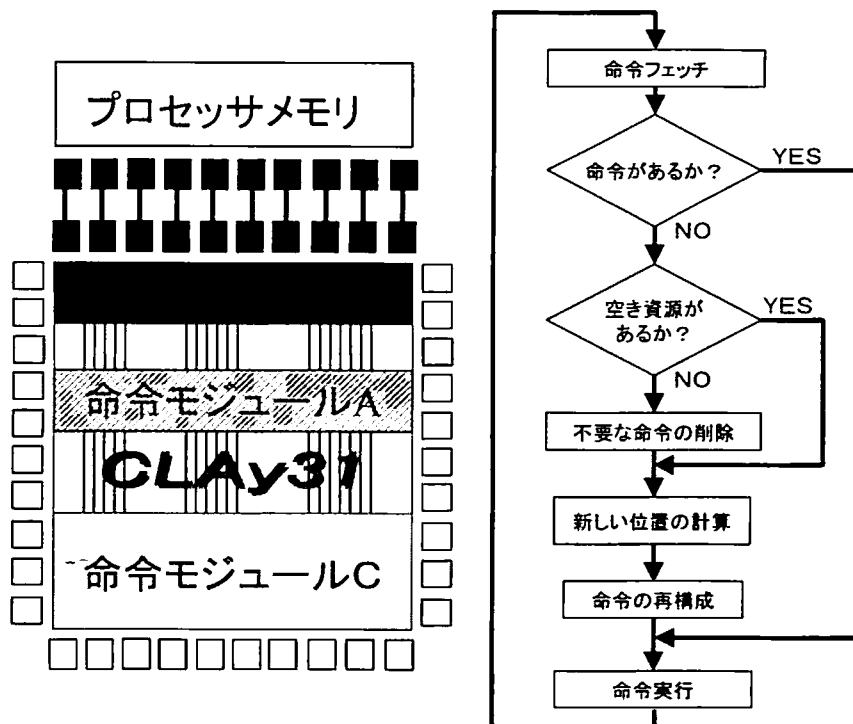 プロセッサメモリ
命令モジュールA
CLAy31
命令モジュールC
命令フェッチ
命令があるか?
YES
NO
空き資源が
あるか?
YES
NO
不要な命令の削除
新しい位置の計算
命令の再構成
命令実行